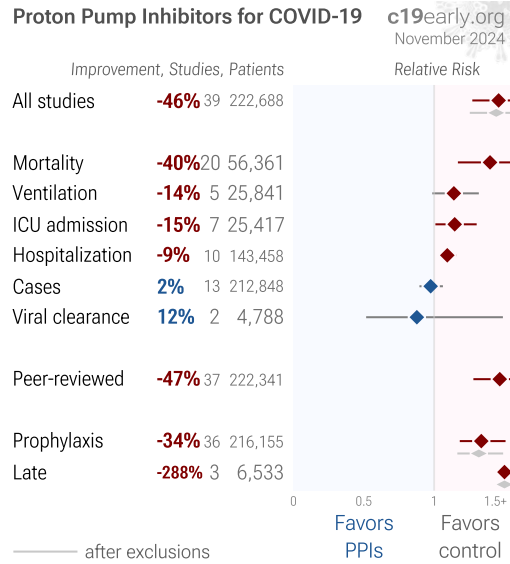 Proton Pump Inhibitors for COVID-19 c19early.org
November 2024
Improvement, Studies, Patients Relative Risk
All studies -46% 39 222,688
Mortality -40% 20 56,361
Ventilation -14% 5 25,841
ICU admission -15% 7 25,417
Hospitalization -9% 10 143,458
Cases 2% 13 212,848
Viral clearance 12% 2 4,788
Peer-reviewed -47% 37 222,341
Prophylaxis -34% 36 216,155
Late -288% 3 6,533
0 0.5 1 1.5+
Favors Favors
PPIs control
after exclusions